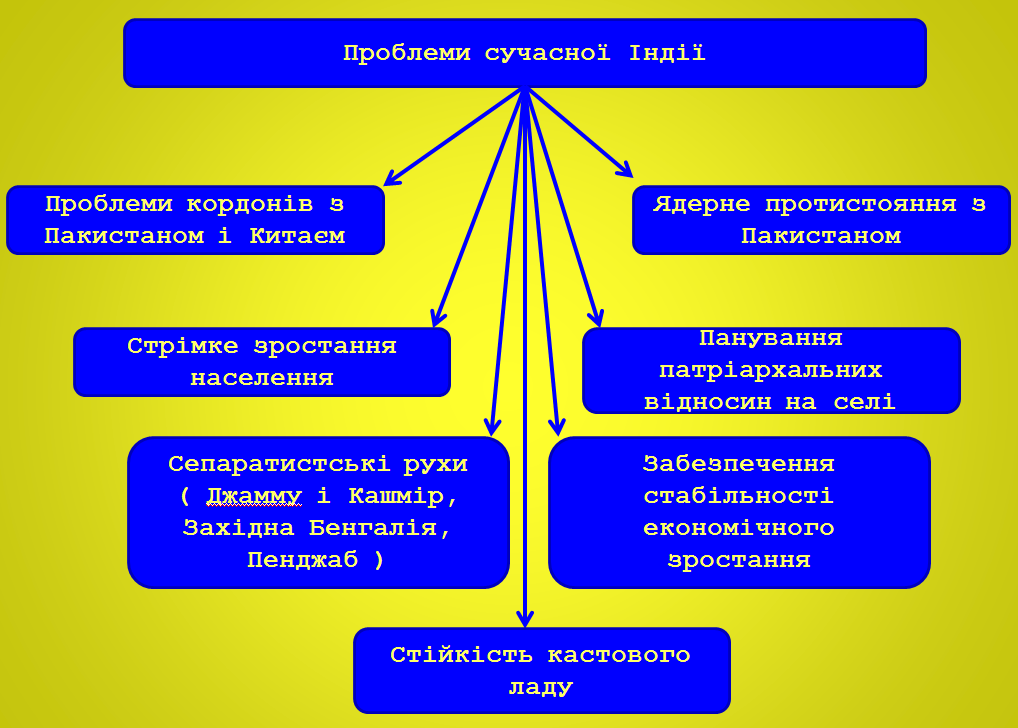 Проблеми сучасної Індії
Проблеми кордонів з
Пакистаном і Китаєм
Ядерне протистояння з
Пакистаном
Стрімке зростання
населення
Панування
патріархальних
відносин на селі
Сепаратистські рухи
( Джамму і Кашмір,
Західна Бенгалія,
Пенджаб )
Забезпечення
стабільності
економічного
зростання
Стійкість кастового
ладу